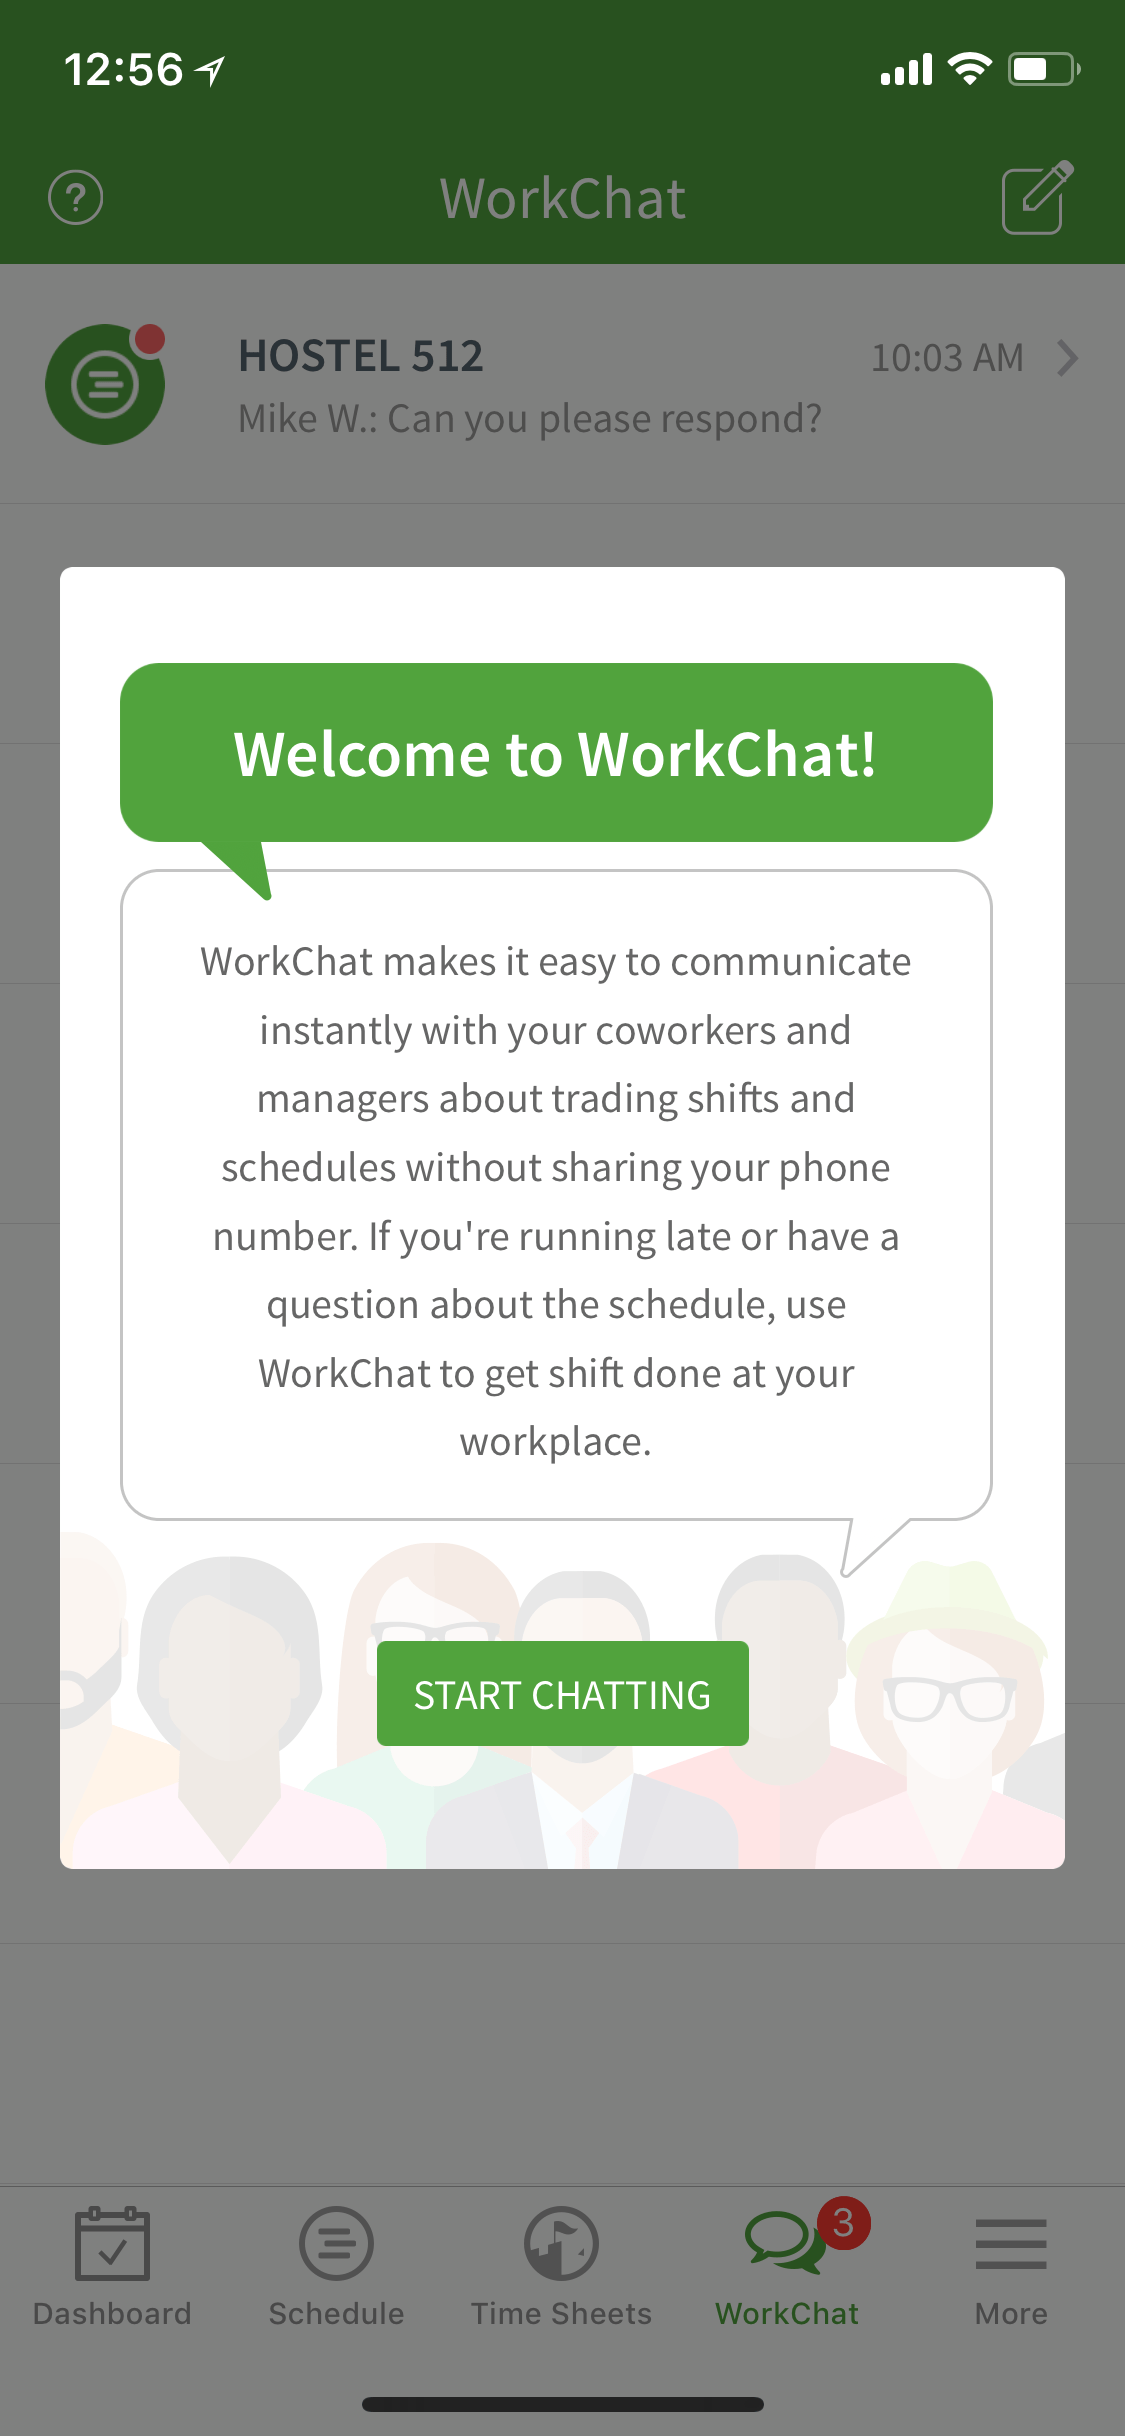 12:56
?
WorkChat
HOSTEL 512
10:03 AM
Mike W.: Can you please respond?
Welcome to WorkChat!
WorkChat makes it easy to communicate
instantly with your coworkers and
managers about trading shifts and
schedules without sharing your phone
number. If you're running late or have a
question about the schedule, use
WorkChat to get shift done at your
workplace.
START CHATTING
3
Dashboard
Schedule
Time Sheets
WorkChat
More